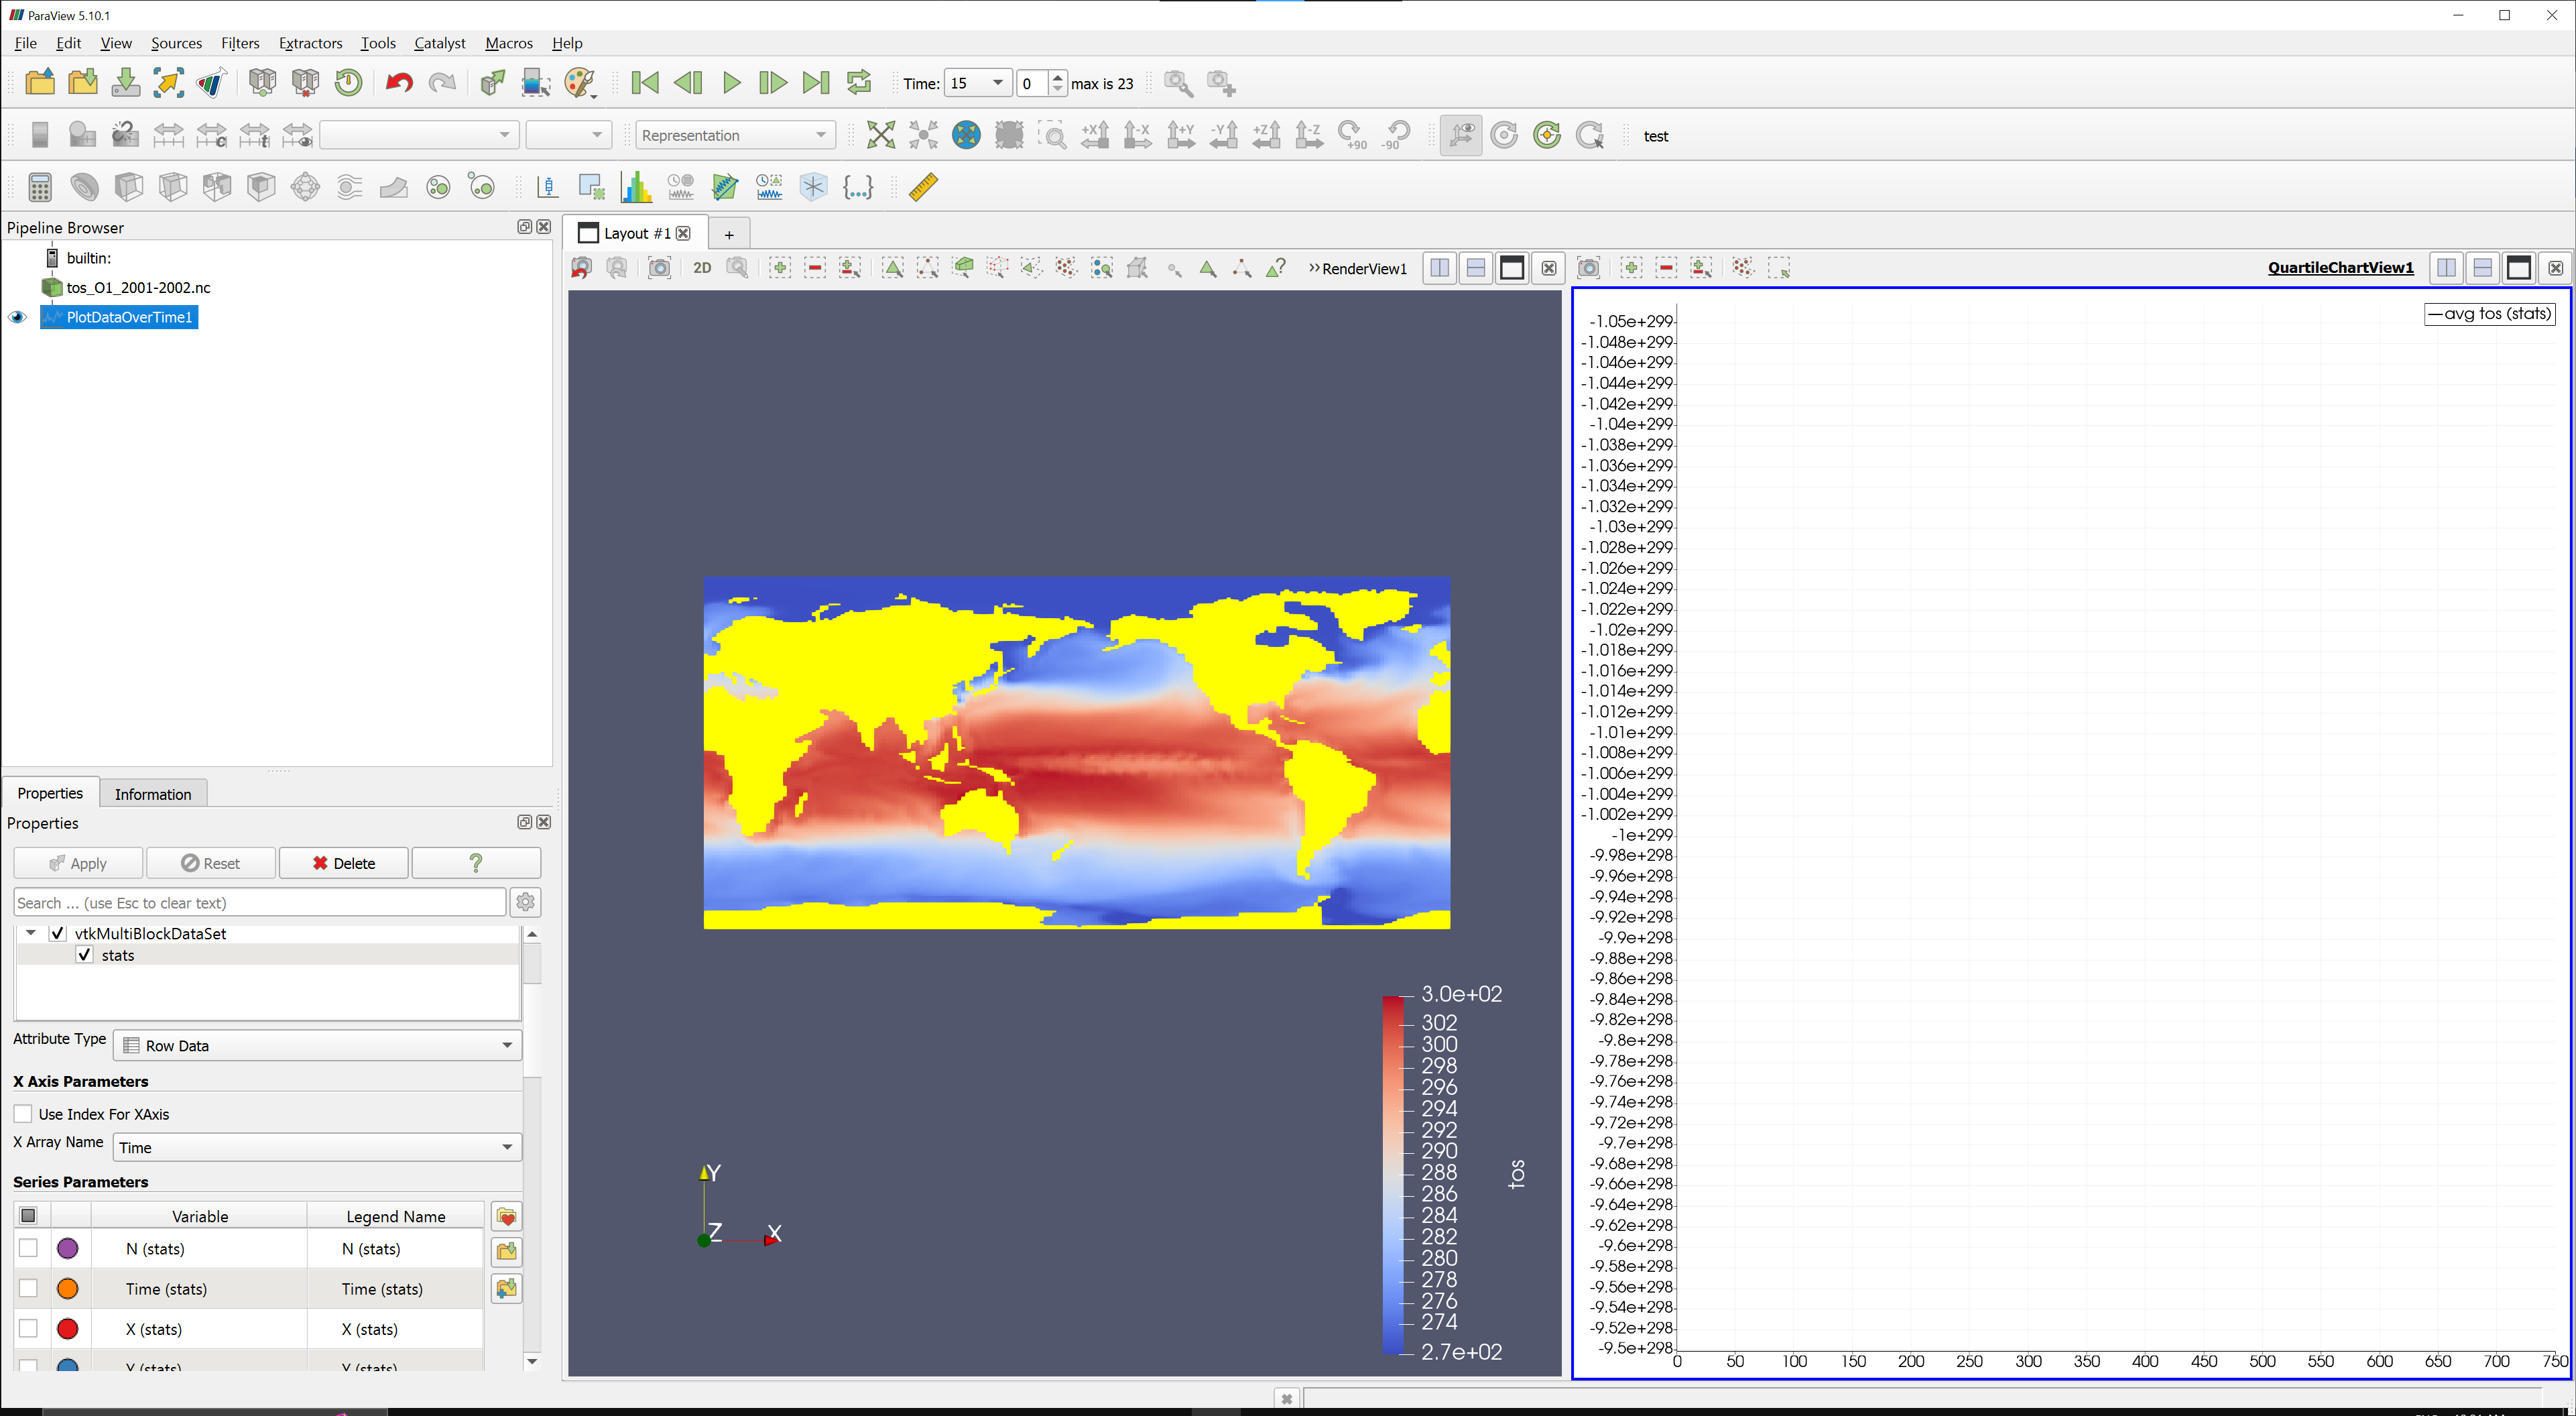 ParaView 5.10.1
File Edit View Sources Filters Extractors Tools Catalyst Macros Help
Time: 15 0 max is 23
Representation +X -X +Y -Y +Z -Z +90 -90 test
Pipeline Browser
builtin:
tos_O1_2001-2002.nc
PlotDataOverTime1
Properties Information
Properties
Apply Reset Delete ?
Search ... (use Esc to clear text)
vtkMultiBlockDataSet
stats
Attribute Type Row Data
X Axis Parameters
Use Index For XAxis
X Array Name Time
Series Parameters
Variable Legend Name
N (stats) N (stats)
Time (stats) Time (stats)
X (stats) X (stats)
Y (stats) Y (stats)
Layout #1 +
2D RenderView1
3.0e+02
302
300
298
296
294
292
290
288
286
284
282
280
278
276
274
2.7e+02
tos
Y
Z X
QuartileChartView1
avg tos (stats)
-1.05e+299
-1.048e+299
-1.046e+299
-1.044e+299
-1.042e+299
-1.04e+299
-1.038e+299
-1.036e+299
-1.034e+299
-1.032e+299
-1.03e+299
-1.028e+299
-1.026e+299
-1.024e+299
-1.022e+299
-1.02e+299
-1.018e+299
-1.016e+299
-1.014e+299
-1.012e+299
-1.01e+299
-1.008e+299
-1.006e+299
-1.004e+299
-1.002e+299
-1e+299
-9.98e+298
-9.96e+298
-9.94e+298
-9.92e+298
-9.9e+298
-9.88e+298
-9.86e+298
-9.84e+298
-9.82e+298
-9.8e+298
-9.78e+298
-9.76e+298
-9.74e+298
-9.72e+298
-9.7e+298
-9.68e+298
-9.66e+298
-9.64e+298
-9.62e+298
-9.6e+298
-9.58e+298
-9.56e+298
-9.54e+298
-9.52e+298
-9.5e+298
0 50 100 150 200 250 300 350 400 450 500 550 600 650 700 750